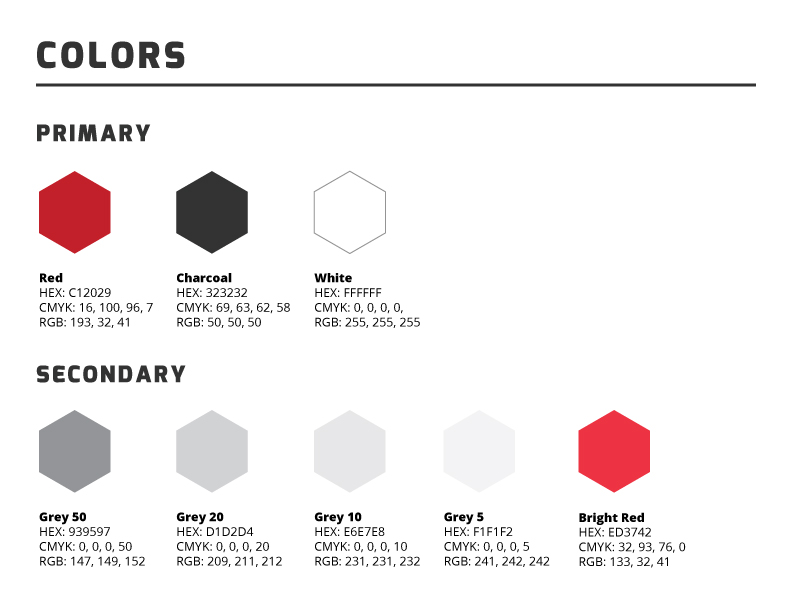 COLORS
PRIMARY
Red
HEX: C12029
CMYK: 16, 100, 96, 7
RGB: 193, 32, 41
Charcoal
HEX: 323232
CMYK: 69, 63, 62, 58
RGB: 50, 50, 50
White
HEX: FFFFFF
CMYK: 0, 0, 0, 0,
RGB: 255, 255, 255
SECONDARY
Grey 50
HEX: 939597
CMYK: 0, 0, 0, 50
RGB: 147, 149, 152
Grey 20
HEX: D1D2D4
CMYK: 0, 0, 0, 20
RGB: 209, 211, 212
Grey 10
HEX: E6E7E8
CMYK: 0, 0, 0, 10
RGB: 231, 231, 232
Grey 5
HEX: F1F1F2
CMYK: 0, 0, 0, 5
RGB: 241, 242, 242
Bright Red
HEX: ED3742
CMYK: 32, 93, 76, 0
RGB: 133, 32, 41